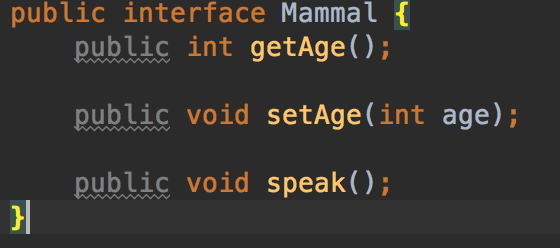 public interface Mammal {
public int getAge();
public void setAge(int age);
public void speak();
}